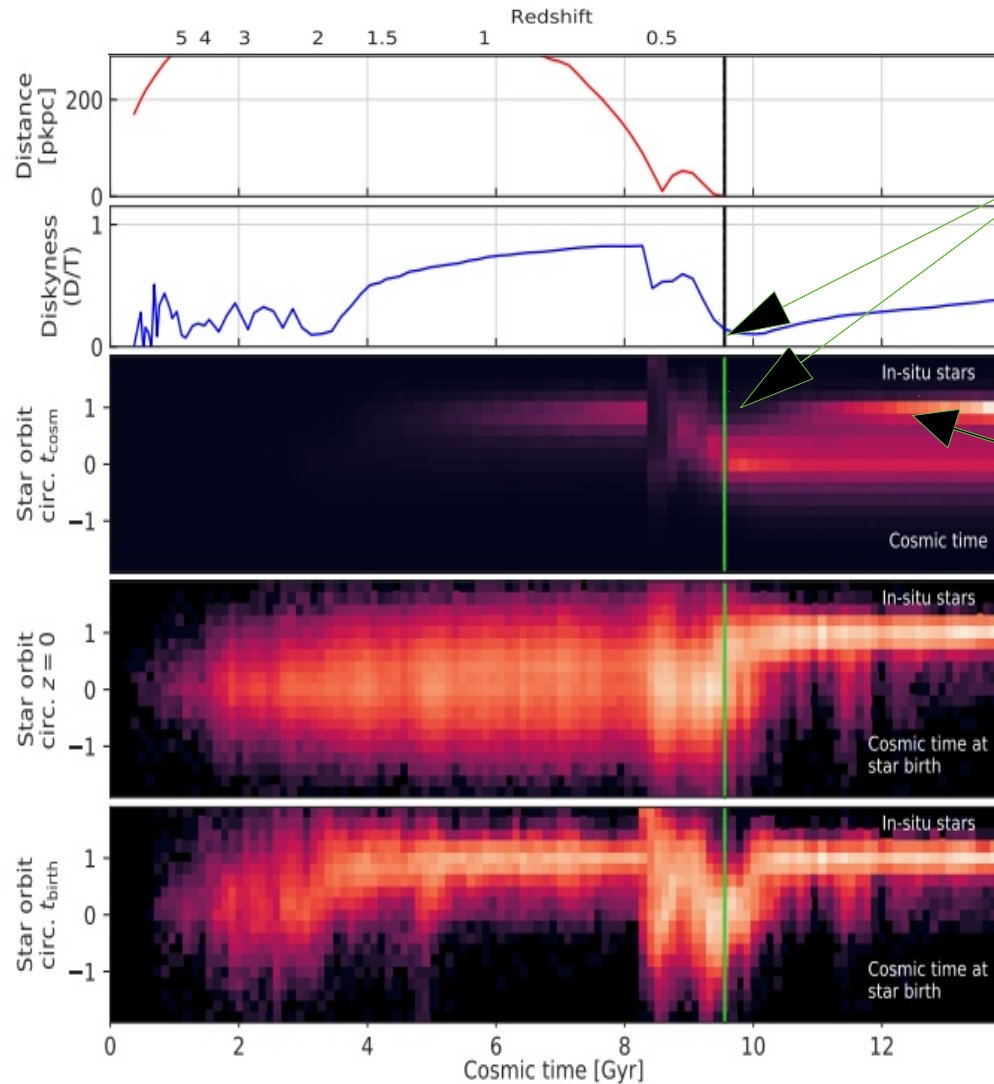 Redshift
5 4 3 2 1.5 1 0.5
Distance
[pkpc]
200
0
Diskyness
(D/T)
1
0
Star orbit
circ. t_cosm
1
0
−1
In-situ stars
Cosmic time
Star orbit
circ. z = 0
1
0
−1
In-situ stars
Cosmic time at
star birth
Star orbit
circ. t_birth
1
0
−1
In-situ stars
Cosmic time at
star birth
0 2 4 6 8 10 12
Cosmic time [Gyr]